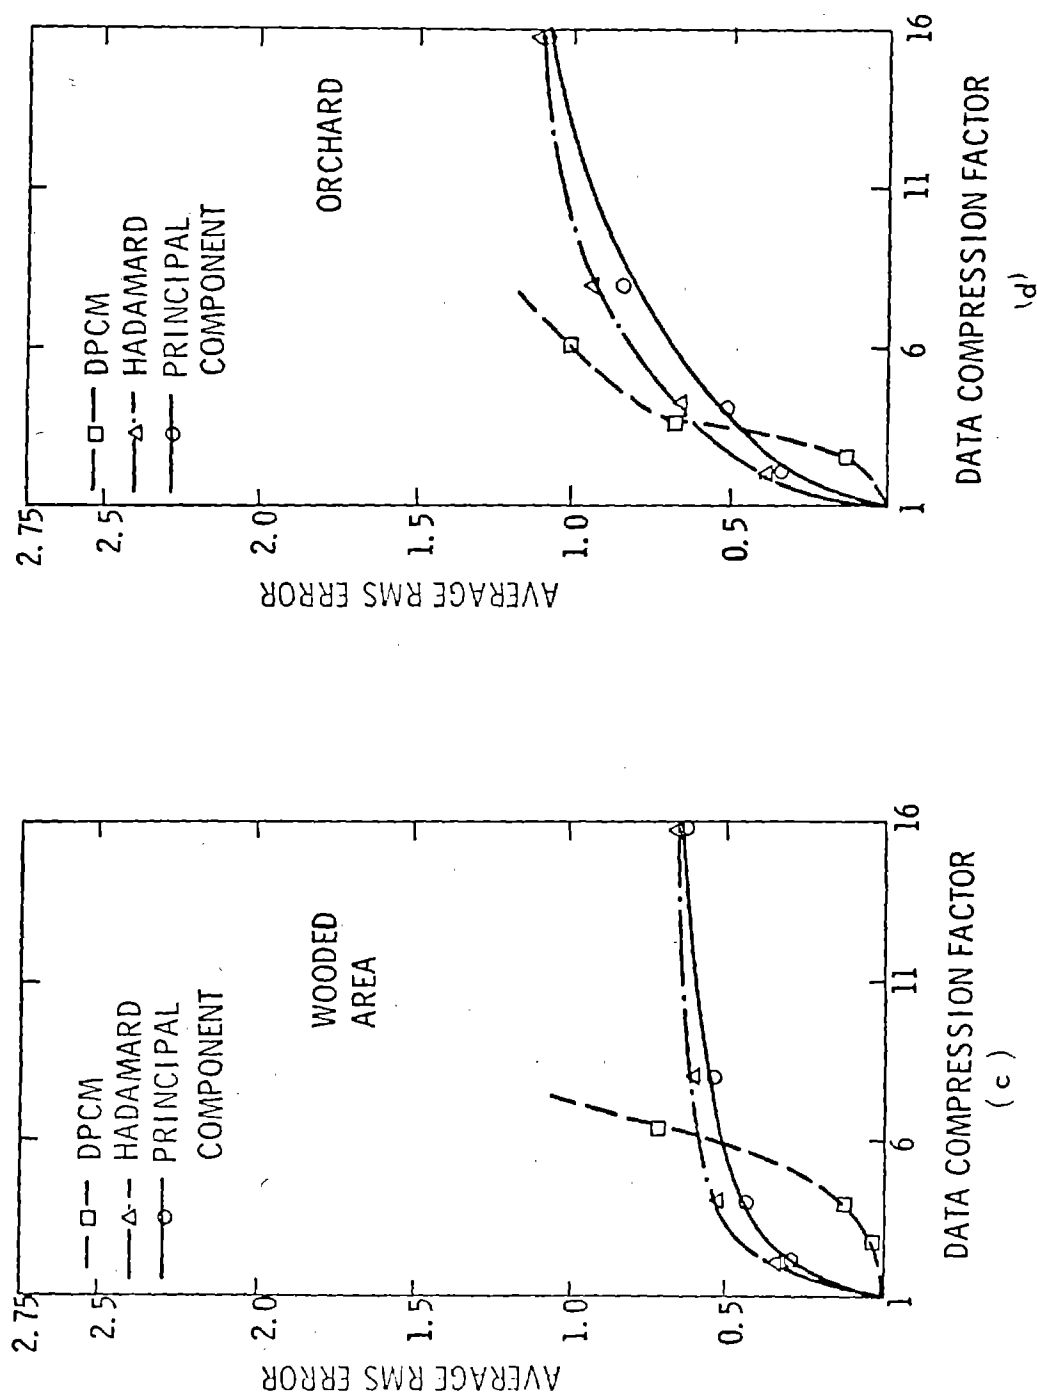 2.75
2.5
2.0
1.5
1.0
0.5
AVERAGE RMS ERROR
DPCM
HADAMARD
PRINCIPAL
COMPONENT
WOODED
AREA
1
6
11
16
DATA COMPRESSION FACTOR
(c)
2.75
2.5
2.0
1.5
1.0
0.5
AVERAGE RMS ERROR
DPCM
HADAMARD
PRINCIPAL
COMPONENT
ORCHARD
1
6
11
16
DATA COMPRESSION FACTOR
(d)